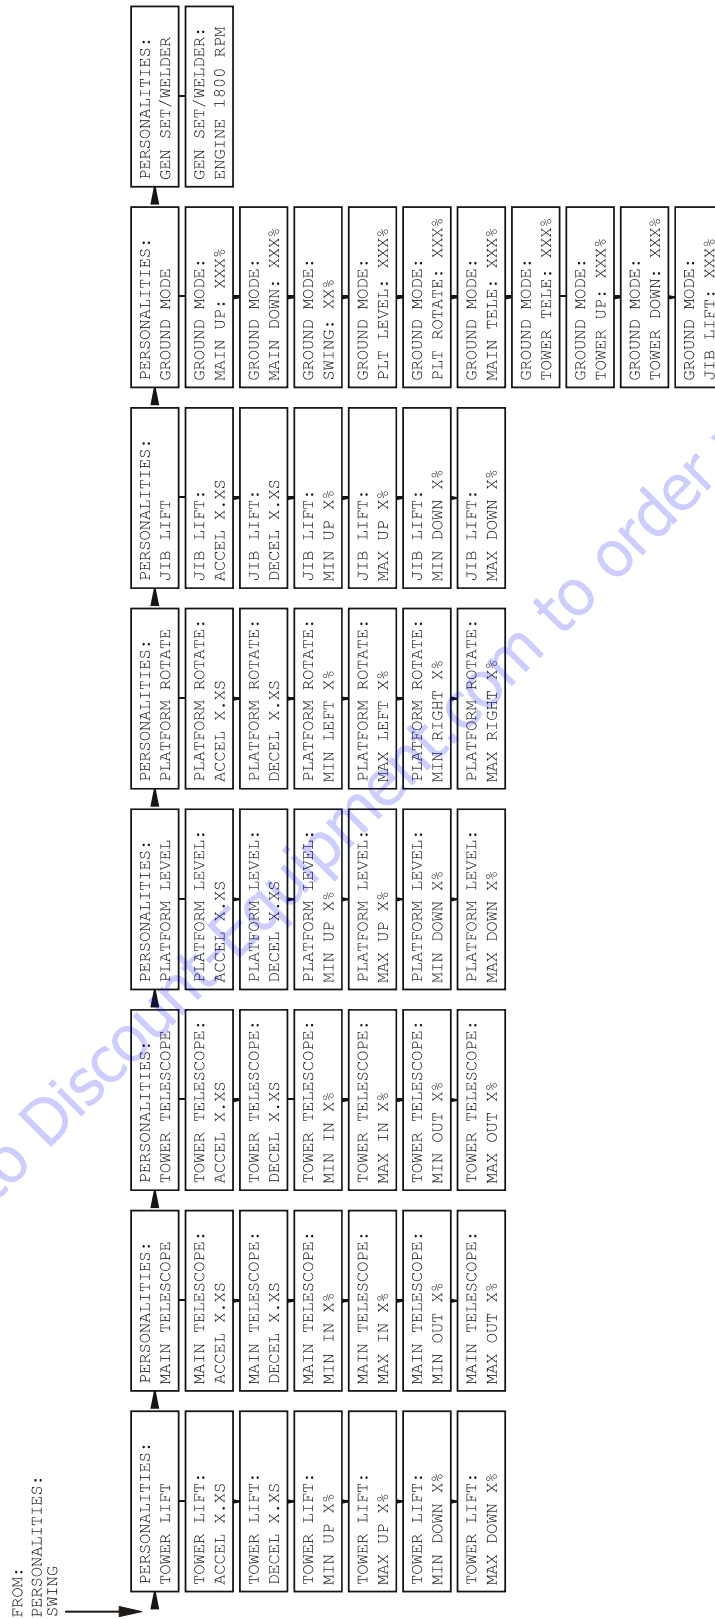 FROM:
PERSONALITIES:
SWING
PERSONALITIES:
TOWER LIFT
TOWER LIFT:
ACCEL X.XS
TOWER LIFT:
DECEL X.XS
TOWER LIFT:
MIN UP X%
TOWER LIFT:
MAX UP X%
TOWER LIFT:
MIN DOWN X%
TOWER LIFT:
MAX DOWN X%
PERSONALITIES:
MAIN TELESCOPE
MAIN TELESCOPE:
ACCEL X.XS
MAIN TELESCOPE:
DECEL X.XS
MAIN TELESCOPE:
MIN IN X%
MAIN TELESCOPE:
MAX IN X%
MAIN TELESCOPE:
MIN OUT X%
MAIN TELESCOPE:
MAX OUT X%
PERSONALITIES:
TOWER TELESCOPE
TOWER TELESCOPE:
ACCEL X.XS
TOWER TELESCOPE:
DECEL X.XS
TOWER TELESCOPE:
MIN IN X%
TOWER TELESCOPE:
MAX IN X%
TOWER TELESCOPE:
MIN OUT X%
TOWER TELESCOPE:
MAX OUT X%
PERSONALITIES:
PLATFORM LEVEL
PLATFORM LEVEL:
ACCEL X.XS
PLATFORM LEVEL:
DECEL X.XS
PLATFORM LEVEL:
MIN UP X%
PLATFORM LEVEL:
MAX UP X%
PLATFORM LEVEL:
MIN DOWN X%
PLATFORM LEVEL:
MAX DOWN X%
PERSONALITIES:
PLATFORM ROTATE
PLATFORM ROTATE:
ACCEL X.XS
PLATFORM ROTATE:
DECEL X.XS
PLATFORM ROTATE:
MIN LEFT X%
PLATFORM ROTATE:
MAX LEFT X%
PLATFORM ROTATE:
MIN RIGHT X%
PLATFORM ROTATE:
MAX RIGHT X%
PERSONALITIES:
JIB LIFT
JIB LIFT:
ACCEL X.XS
JIB LIFT:
DECEL X.XS
JIB LIFT:
MIN UP X%
JIB LIFT:
MAX UP X%
JIB LIFT:
MIN DOWN X%
JIB LIFT:
MAX DOWN X%
PERSONALITIES:
GROUND MODE
GROUND MODE:
MAIN UP: XXX%
GROUND MODE:
MAIN DOWN: XXX%
GROUND MODE:
SWING: XX%
GROUND MODE:
PLT LEVEL: XXX%
GROUND MODE:
PLT ROTATE: XXX%
GROUND MODE:
MAIN TELE: XXX%
GROUND MODE:
TOWER TELE: XXX%
GROUND MODE:
TOWER UP: XXX%
GROUND MODE:
TOWER DOWN: XXX%
GROUND MODE:
JIB LIFT: XXX%
PERSONALITIES:
GEN SET/WELDER
GEN SET/WELDER:
ENGINE 1800 RPM
to Discount-Equipment.com to order